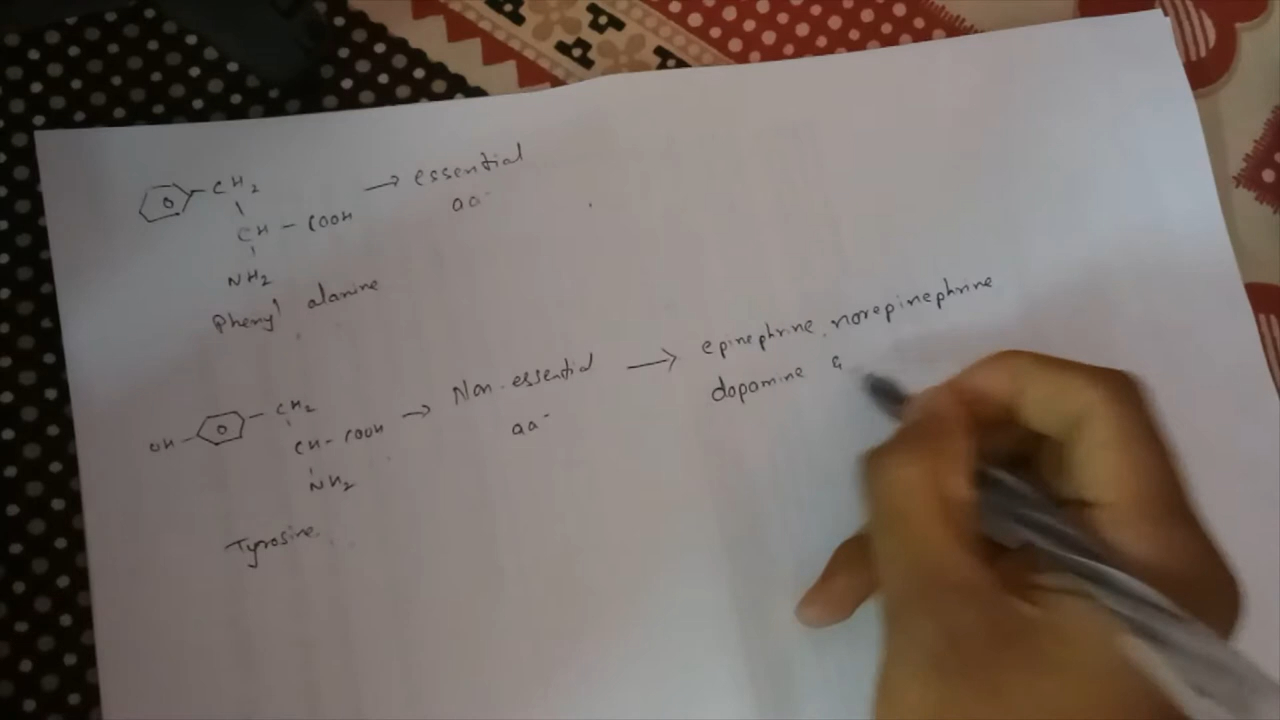 CH2 → essential
CH - COOH aa-
NH2
Phenyl alanine
epinephrine, norepinephrine
Non-essential →
dopamine &
OH CH2 →
CH - COOH aa-
NH2
Tyrosine